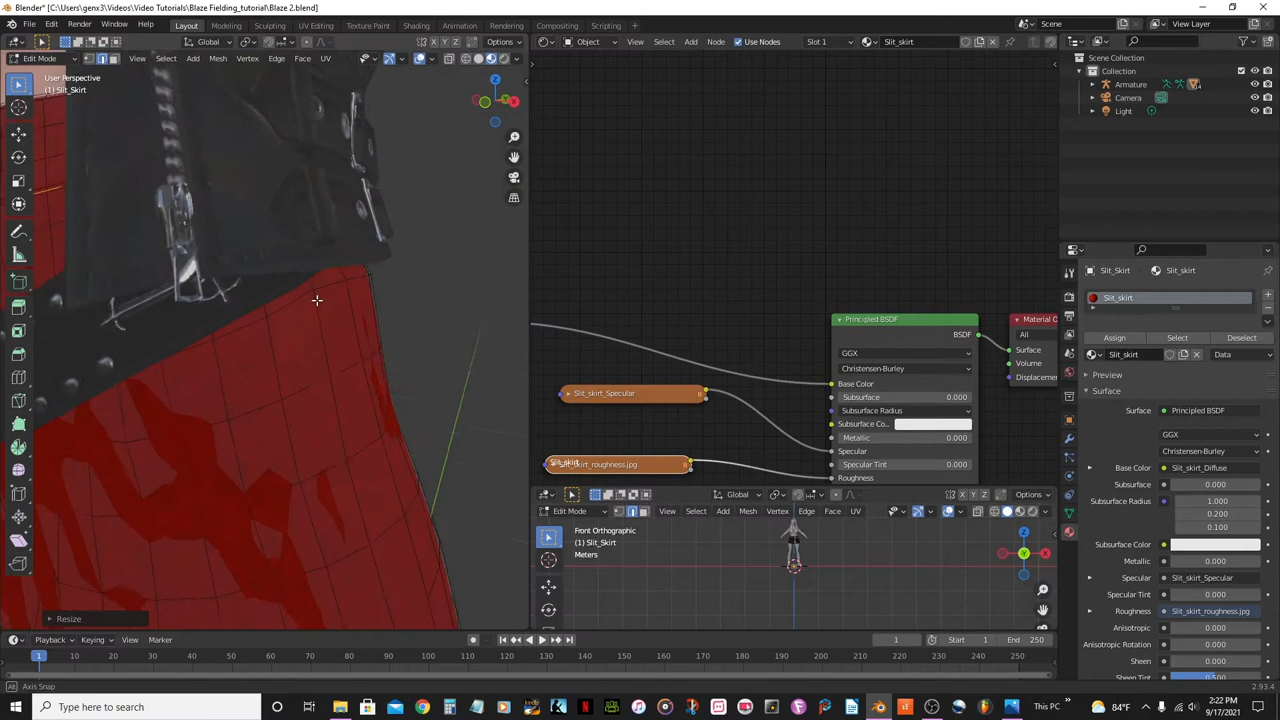 Blender* [C:\Users\genx3\Videos\Video Tutorials\Blaze Fielding_tutorial\Blaze 2.blend]
File Edit Render Window Help
Layout Modeling Sculpting UV Editing Texture Paint Shading Animation Rendering Compositing Scripting +
Scene
View Layer
Global
X Y Z
Options
Object
View Select Add Node
Use Nodes
Slot 1
Slit_skirt
Edit Mode
View Select Add Mesh Vertex Edge Face UV
User Perspective
(1) Slit_Skirt
Z
Y
X
Scene Collection
Collection
Armature
Camera
Light
Principled BSDF
BSDF
GGX
Christensen-Burley
Base Color
Subsurface 0.000
Subsurface Radius
Subsurface Co...
Metallic 0.000
Specular
Specular Tint 0.000
Roughness
Material O
All
Surface
Volume
Displacemen
Slit_skirt_Specular
Slit_skirt
Slit_skirt_roughness.jpg
Global
X Y Z
Options
Edit Mode
View Select Add Mesh Vertex Edge Face UV
Front Orthographic
(1) Slit_Skirt
Meters
Z
Y
X
Slit_Skirt
Slit_skirt
Slit_skirt
Assign Select Deselect
Slit_skirt
Data
Preview
Surface
Surface Principled BSDF
GGX
Christensen-Burley
Base Color Slit_skirt_Diffuse
Subsurface 0.000
Subsurface Radius 1.000
0.200
0.100
Subsurface Color
Metallic 0.000
Specular Slit_skirt_Specular
Specular Tint 0.000
Roughness Slit_skirt_roughness.jpg
Anisotropic 0.000
Anisotropic Rotation 0.000
Sheen 0.000
Sheen Tint 0.500
Resize
Playback Keying View Marker
1
Start 1
End 250
1 10 20 30 40 50 60 70 80 90 100 110 120 130 140 150 160 170 180 190 200 210 220 230 240 250
Axis Snap
2.93.4
Type here to search
This PC
84°F
2:22 PM
9/17/2021